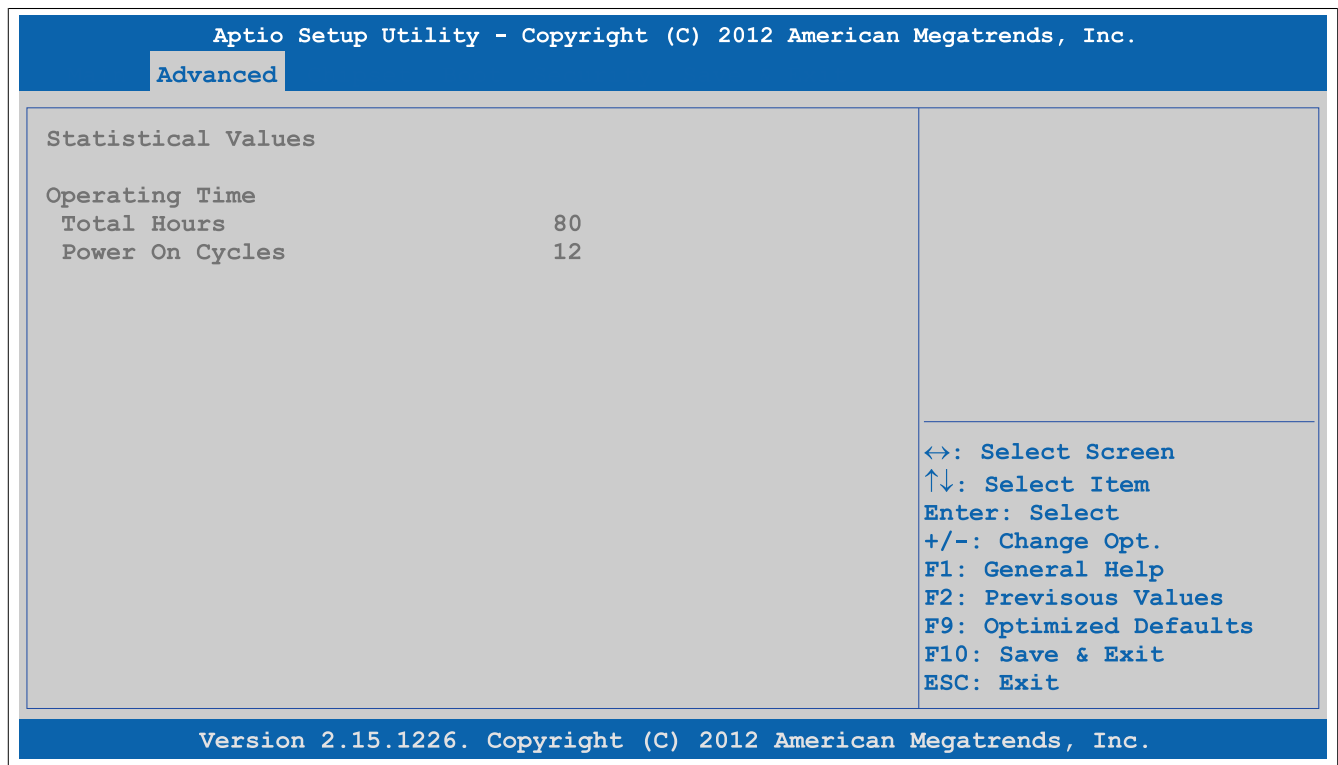 Aptio Setup Utility - Copyright (C) 2012 American Megatrends, Inc.
Advanced
Statistical Values
Operating Time
Total Hours 80
Power On Cycles 12
↔: Select Screen
↑↓: Select Item
Enter: Select
+/-: Change Opt.
F1: General Help
F2: Previsous Values
F9: Optimized Defaults
F10: Save & Exit
ESC: Exit
Version 2.15.1226. Copyright (C) 2012 American Megatrends, Inc.